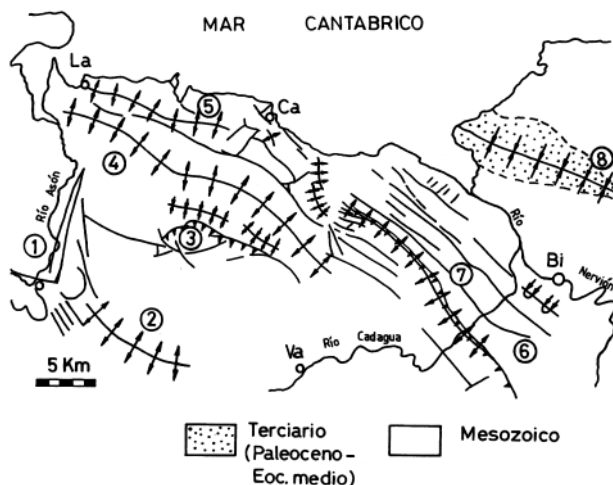 MAR CANTABRICO
La
Ca
Río Asón
Río
Nervión
Bi
Va
Río Cadagua
1
2
3
4
5
6
7
8
5 Km
Terciario
(Paleoceno-
Eoc. medio)
Mesozoico